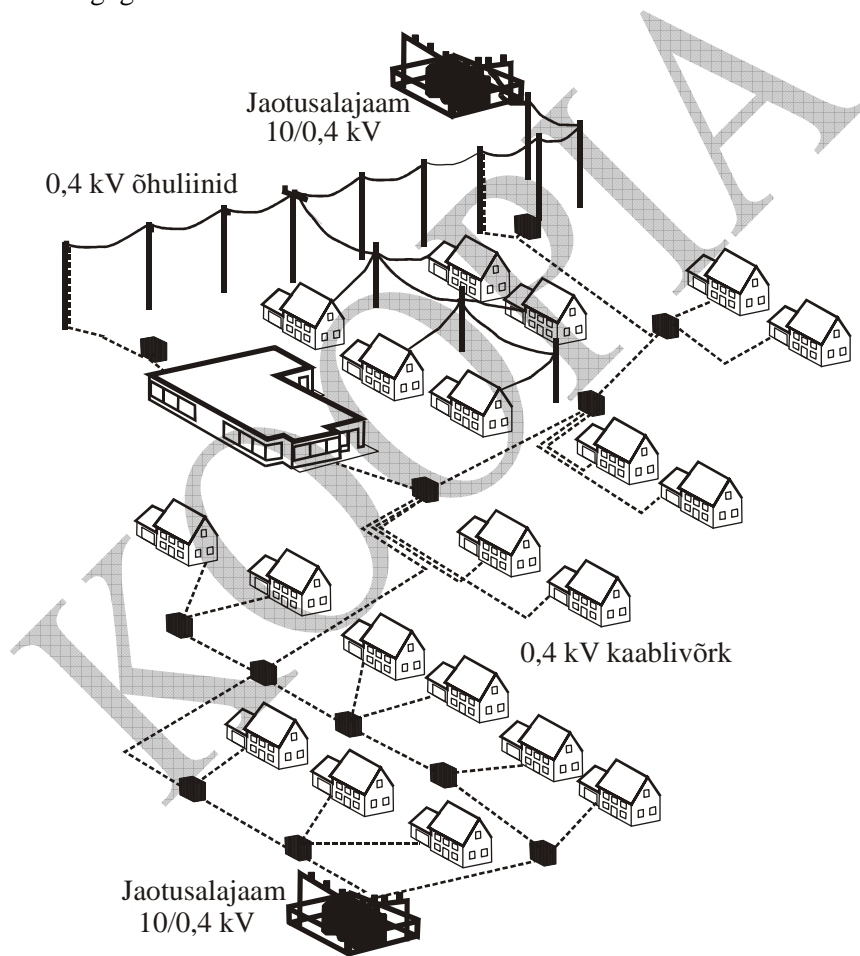 Jaotusalajaam
10/0,4 kV
0,4 kV õhuliinid
KOOPIA
0,4 kV kaablivõrk
Jaotusalajaam
10/0,4 kV